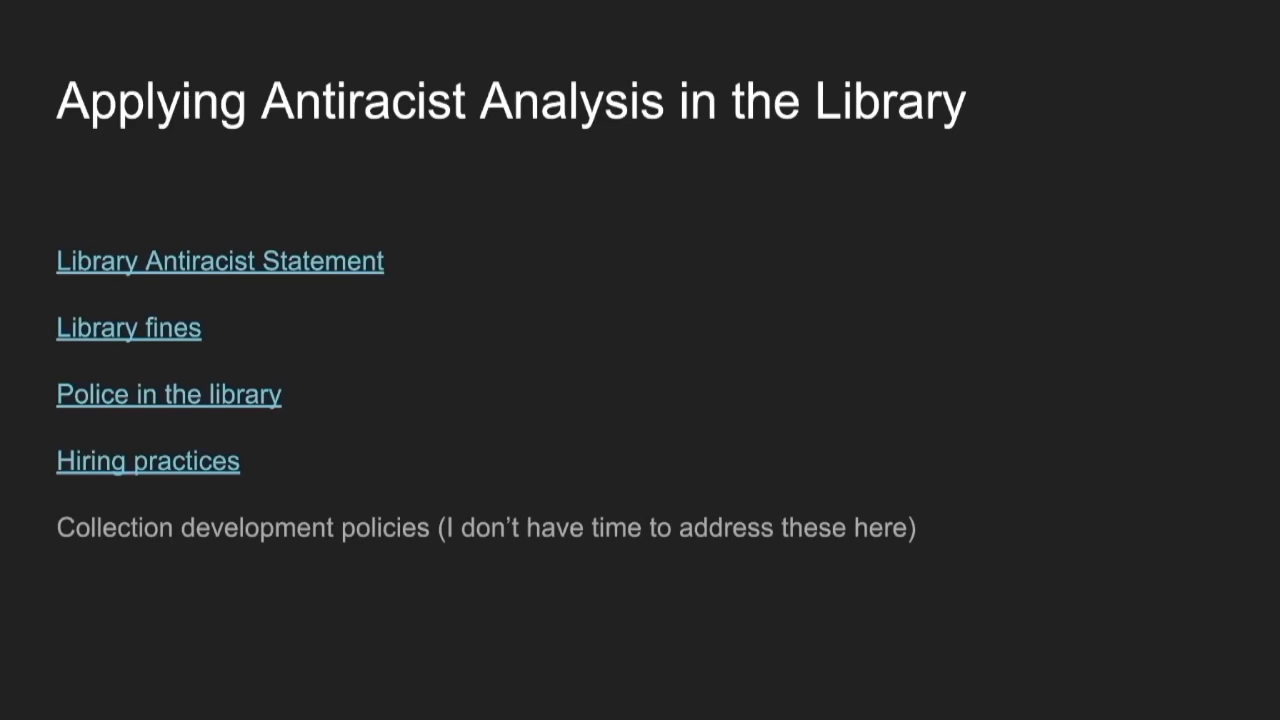 Applying Antiracist Analysis in the Library
Library Antiracist Statement
Library fines
Police in the library
Hiring practices
Collection development policies (I don’t have time to address these here)